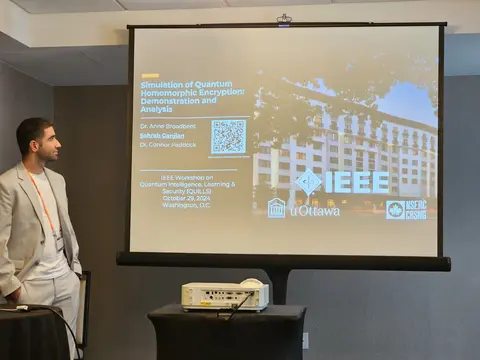 Simulation of Quantum
Homomorphic Encryption:
Demonstration and
Analysis
Dr. Anne Broadbent
Sohrab Ganjian
Dr. Connor Paddock
IEEE Workshop on
Quantum Intelligence, Learning &
Security (QUILLS)
October 29, 2024
Washington, D.C.
IEEE
uOttawa
NSERC
CRSNG